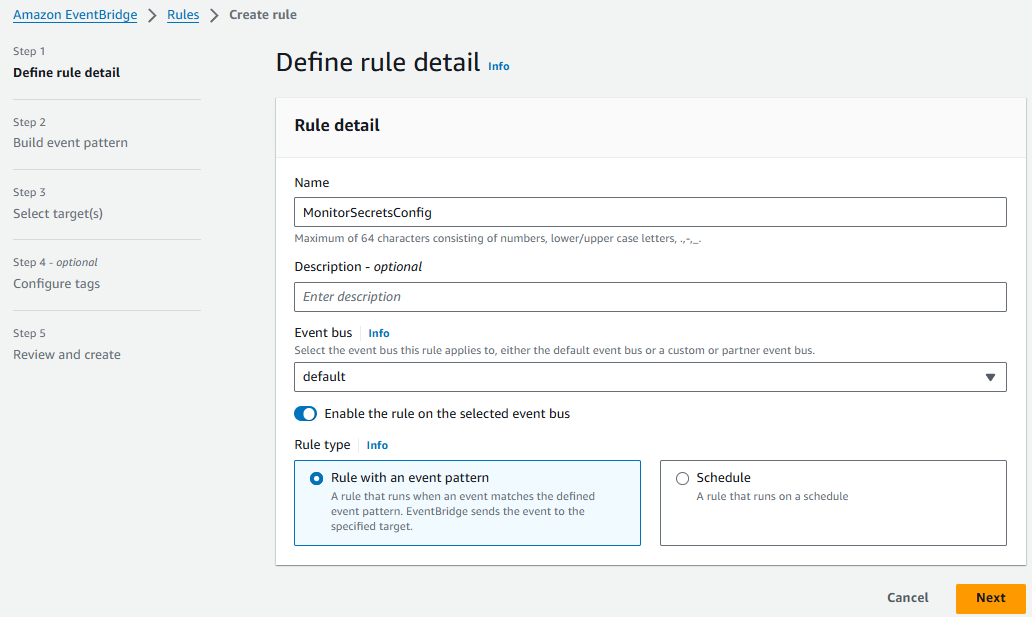 Amazon EventBridge > Rules > Create rule
Step 1
Define rule detail
Step 2
Build event pattern
Step 3
Select target(s)
Step 4 - optional
Configure tags
Step 5
Review and create
Define rule detail Info
Rule detail
Name
MonitorSecretsConfig
Maximum of 64 characters consisting of numbers, lower/upper case letters, .,-,_.
Description - optional
Enter description
Event bus Info
Select the event bus this rule applies to, either the default event bus or a custom or partner event bus.
default
Enable the rule on the selected event bus
Rule type Info
Rule with an event pattern
A rule that runs when an event matches the defined
event pattern. EventBridge sends the event to the
specified target.
Schedule
A rule that runs on a schedule
Cancel Next